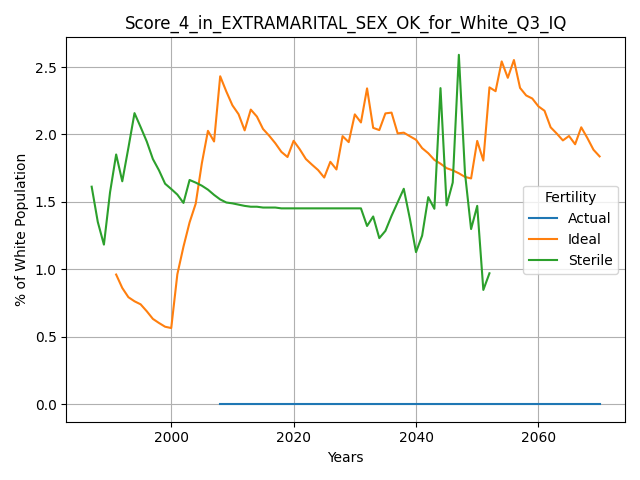 Score_4_in_EXTRAMARITAL_SEX_OK_for_White_Q3_IQ
% of White Population
2.5
2.0
1.5
1.0
0.5
0.0
Fertility
Actual
Ideal
Sterile
2000
2020
2040
2060
Years